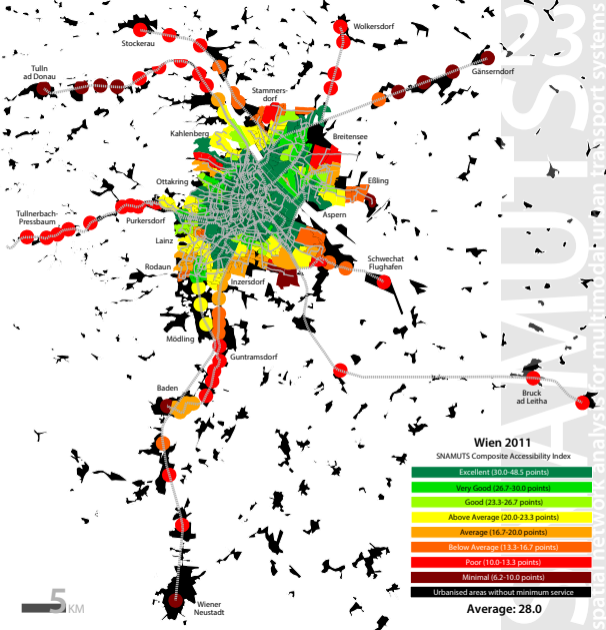 23
SNAMUTS
spatial network analysis for multimodal urban transport systems
Wolkersdorf
Stockerau
Gänserndorf
Tulln
ad Donau
Stammers-
dorf
Kahlenberg
Breitensee
Ottakring
Eßling
Tullnerbach-
Pressbaum
Purkersdorf
Aspern
Lainz
Schwechat
Flughafen
Rodaun
Inzersdorf
Mödling
Guntramsdorf
Baden
Bruck
ad Leitha
Wiener
Neustadt
5 KM
Wien 2011
SNAMUTS Composite Accessibility Index
Excellent (30.0-48.5 points)
Very Good (26.7-30.0 points)
Good (23.3-26.7 points)
Above Average (20.0-23.3 points)
Average (16.7-20.0 points)
Below Average (13.3-16.7 points)
Poor (10.0-13.3 points)
Minimal (6.2-10.0 points)
Urbanised areas without minimum service
Average: 28.0